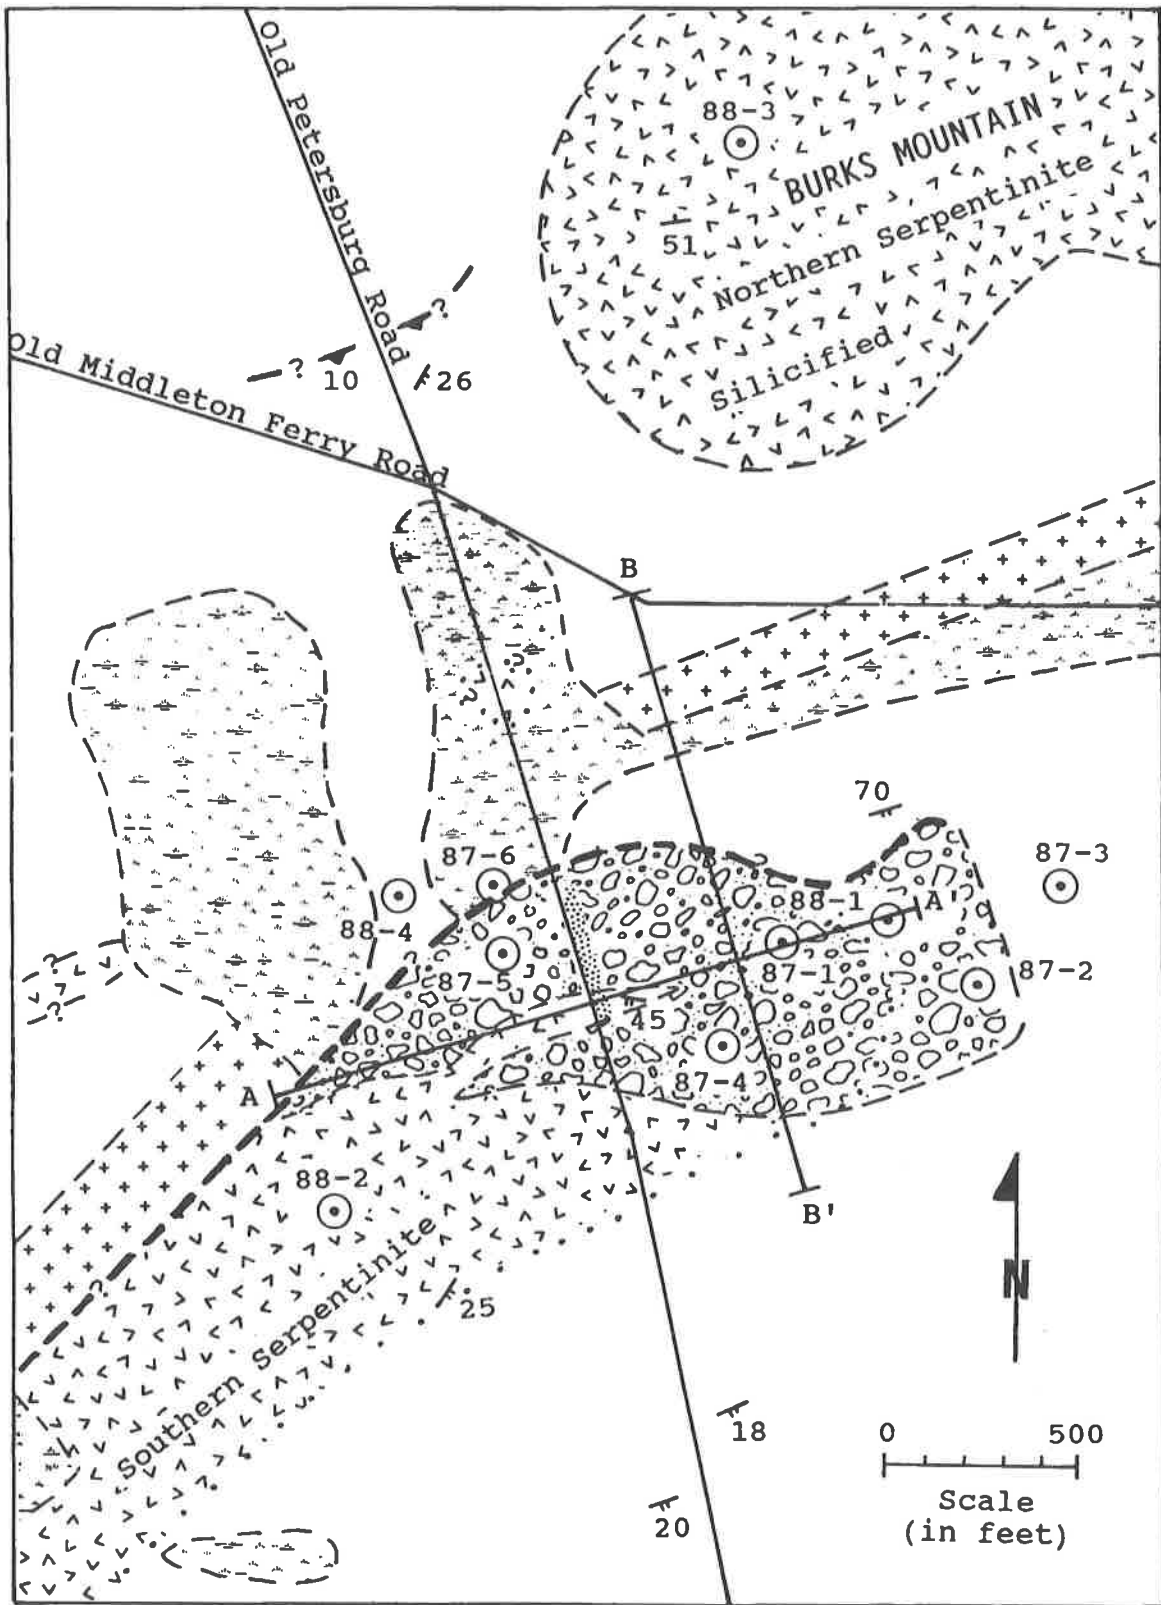 Old Petersburg Road
88-3
BURKS MOUNTAIN
Northern Serpentinite
51
Silicified
?
Old Middleton Ferry Road
? 10
26
B
?
?
70
87-6
87-3
88-4
88-1
A'
87-5
87-1
87-2
?
?
45
87-4
A
88-2
B'
?
N
25
Southern Serpentinite
18
0 500
20
Scale
(in feet)